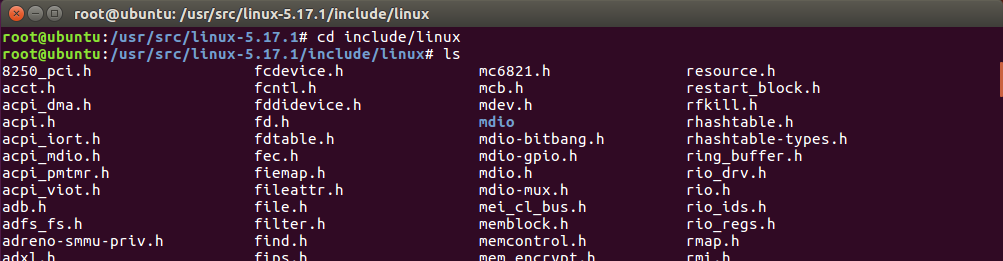 root@ubuntu: /usr/src/linux-5.17.1/include/linux
root@ubuntu:/usr/src/linux-5.17.1# cd include/linux
root@ubuntu:/usr/src/linux-5.17.1/include/linux# ls
8250_pci.h fcdevice.h mc6821.h resource.h
acct.h fcntl.h mcb.h restart_block.h
acpi_dma.h fddidevice.h mdev.h rfkill.h
acpi.h fd.h mdio rhashtable.h
acpi_iort.h fdtable.h mdio-bitbang.h rhashtable-types.h
acpi_mdio.h fec.h mdio-gpio.h ring_buffer.h
acpi_pmtmr.h fiemap.h mdio.h rio_drv.h
acpi_viot.h fileattr.h mdio-mux.h rio.h
adb.h file.h mei_cl_bus.h rio_ids.h
adfs_fs.h filter.h memblock.h rio_regs.h
adreno-smmu-priv.h find.h memcontrol.h rmap.h
adxl.h fips.h mem_encrypt.h rmi.h